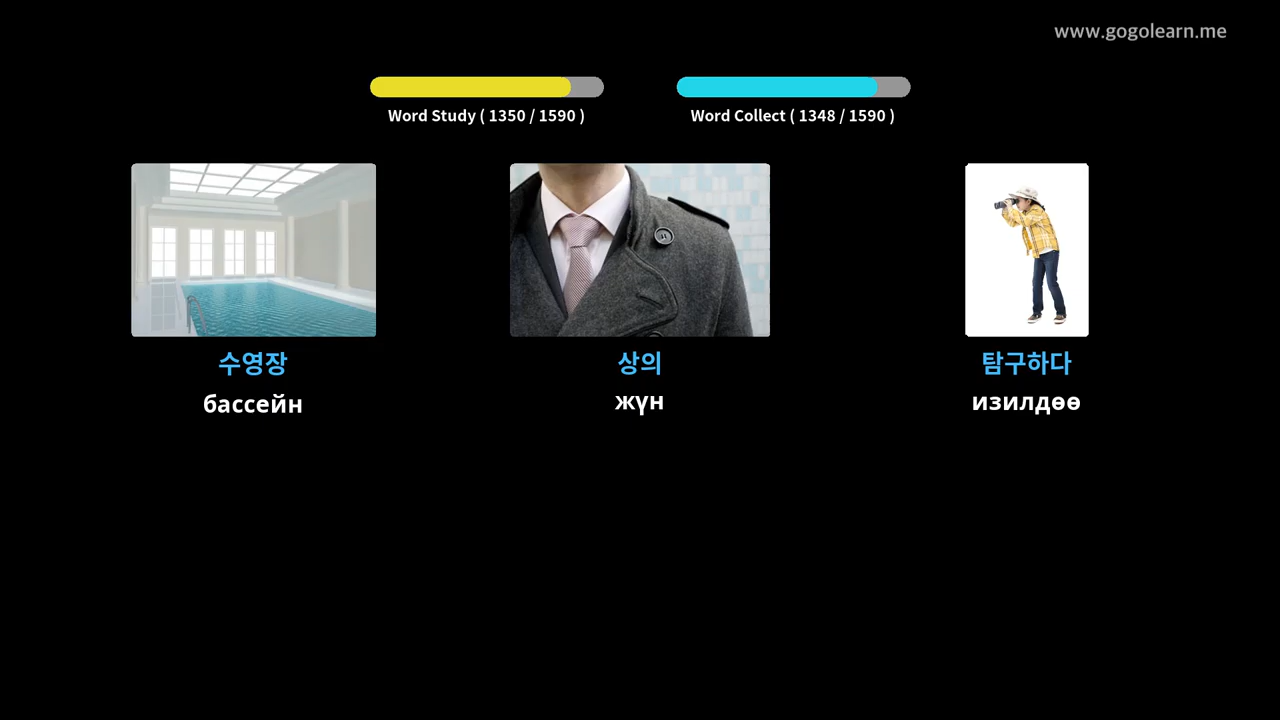 www.gogolearn.me
Word Study ( 1350 / 1590 )
Word Collect ( 1348 / 1590 )
수영장
상의
탐구하다
бассейн
жүн
изилдөө